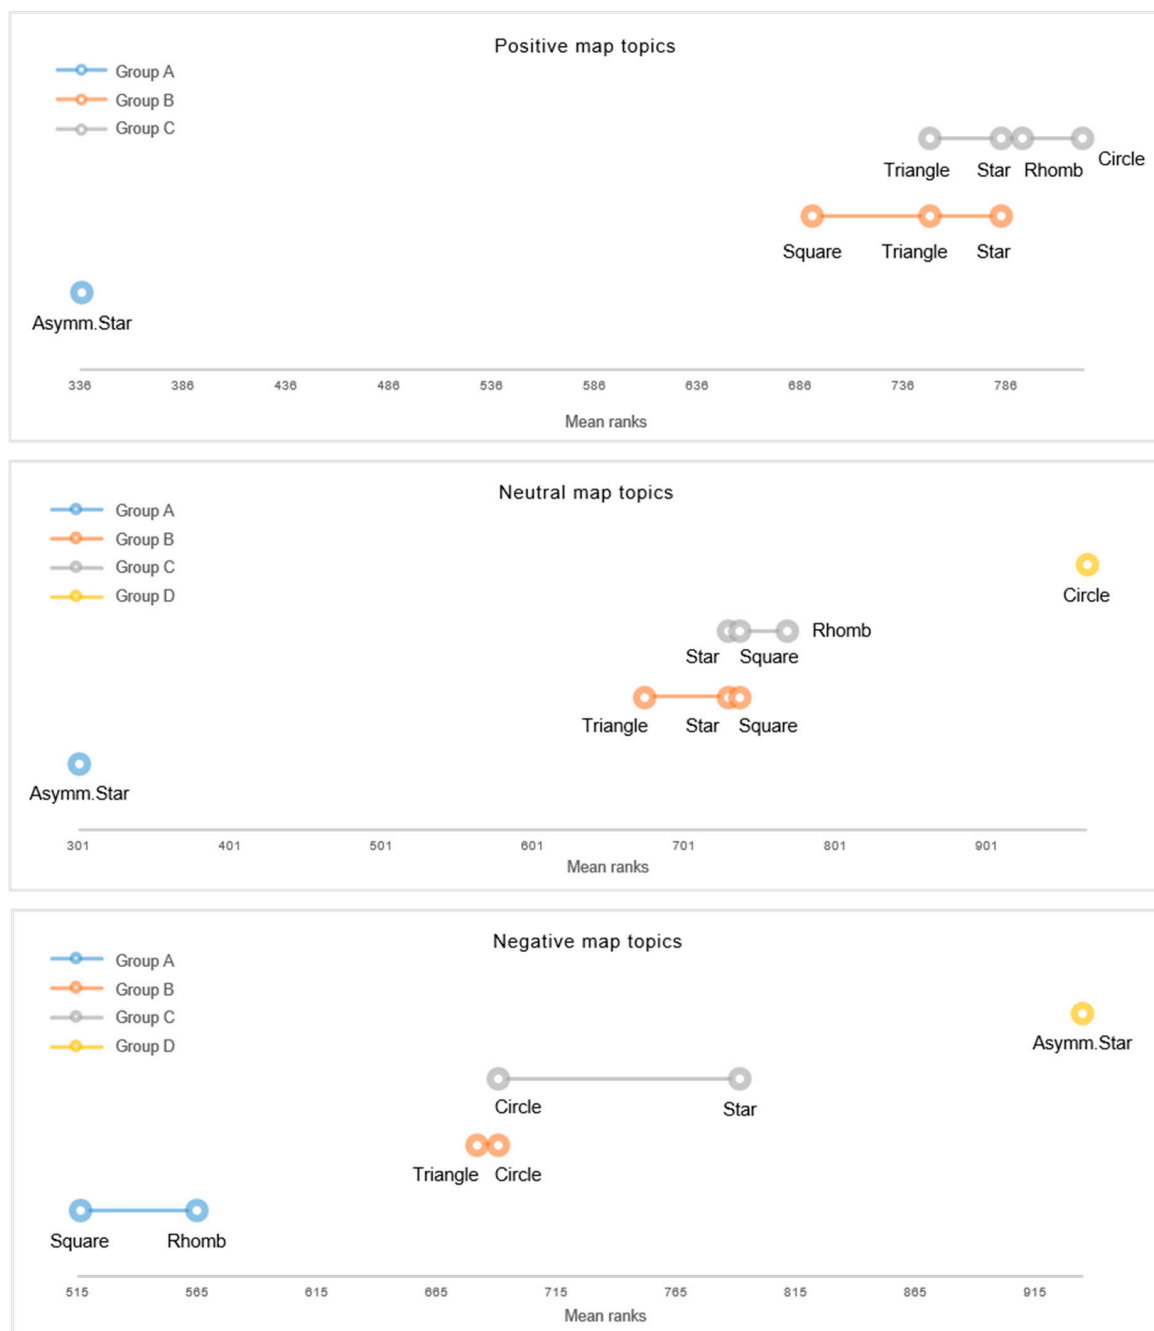 Positive map topics
Group A
Group B
Group C
Triangle Star Rhomb Circle
Square Triangle Star
Asymm.Star
336 386 436 486 536 586 636 686 736 786
Mean ranks
Neutral map topics
Group A
Group B
Group C
Group D
Circle
Rhomb
Star Square
Triangle Star Square
Asymm.Star
301 401 501 601 701 801 901
Mean ranks
Negative map topics
Group A
Group B
Group C
Group D
Asymm.Star
Circle Star
Triangle Circle
Square Rhomb
515 565 615 665 715 765 815 865 915
Mean ranks